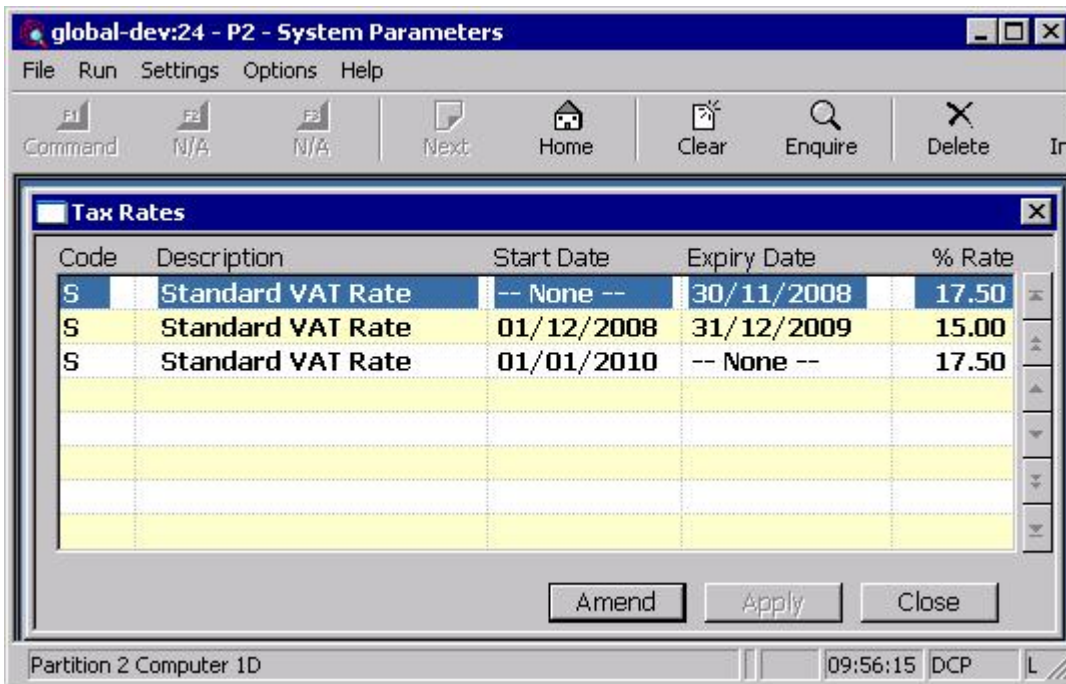 global-dev:24 - P2 - System Parameters
File Run Settings Options Help
F1 F2 F3
Command N/A N/A Next Home Clear Enquire Delete
Tax Rates
Code Description Start Date Expiry Date % Rate
S Standard VAT Rate -- None -- 30/11/2008 17.50
S Standard VAT Rate 01/12/2008 31/12/2009 15.00
S Standard VAT Rate 01/01/2010 -- None -- 17.50
Amend Apply Close
Partition 2 Computer 1D 09:56:15 DCP L